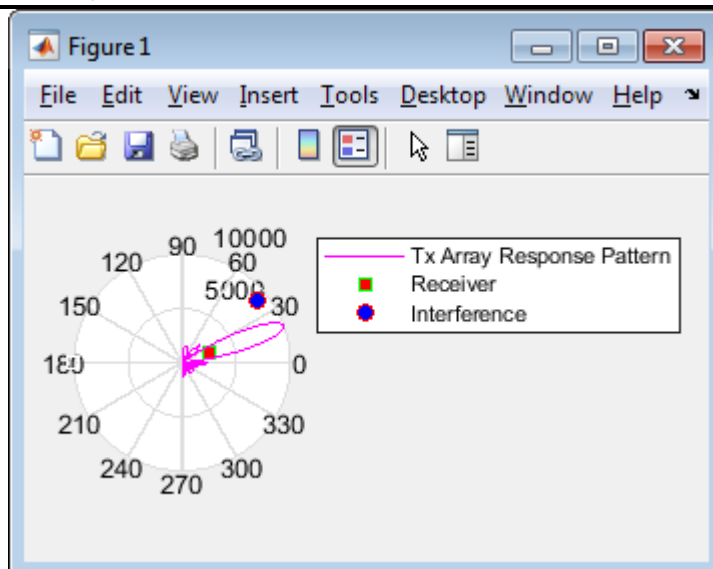 Figure 1
File Edit View Insert Tools Desktop Window Help
90 10000
120 60
5000
150 30
180 0
210 330
240 300
270
Tx Array Response Pattern
Receiver
Interference